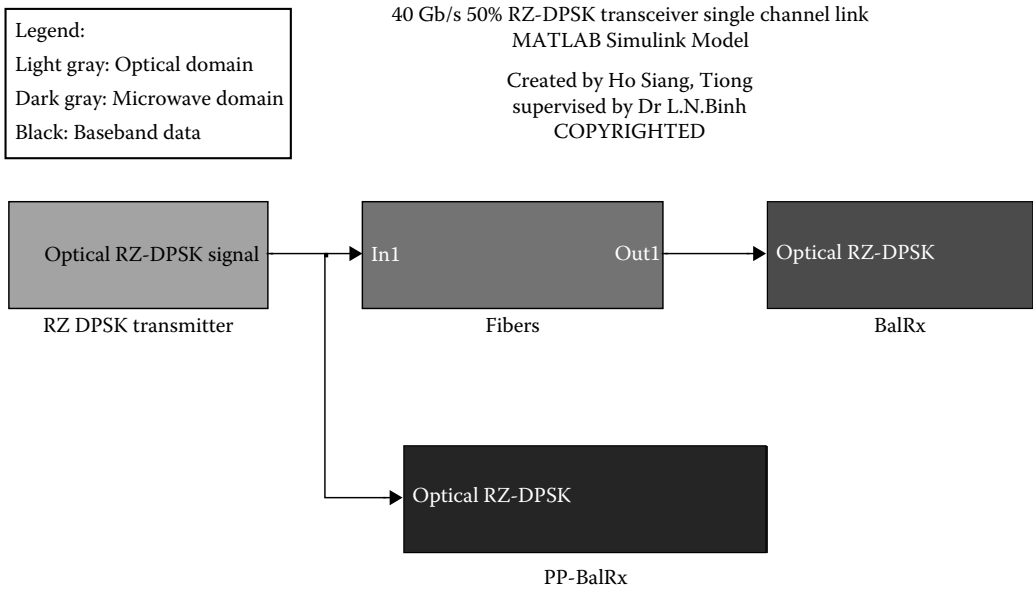 Legend:
Light gray: Optical domain
Dark gray: Microwave domain
Black: Baseband data
40 Gb/s 50% RZ-DPSK transceiver single channel link
MATLAB Simulink Model
Created by Ho Siang, Tiong
supervised by Dr L.N.Binh
COPYRIGHTED
Optical RZ-DPSK signal
In1
Out1
Optical RZ-DPSK
RZ DPSK transmitter
Fibers
BalRx
Optical RZ-DPSK
PP-BalRx